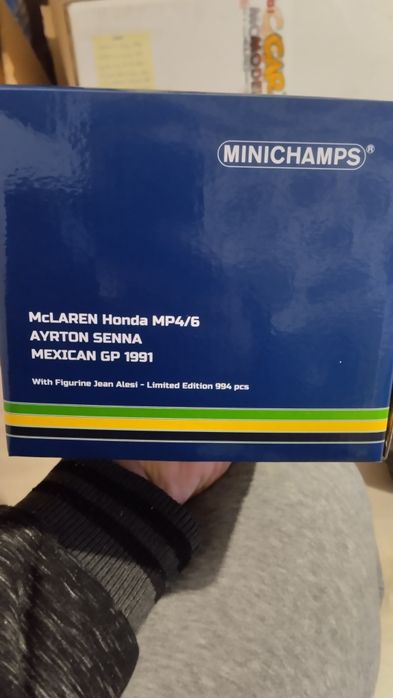 MINICHAMPS®
McLAREN Honda MP4/6
AYRTON SENNA
MEXICAN GP 1991
With Figurine Jean Alesi - Limited Edition 994 pcs